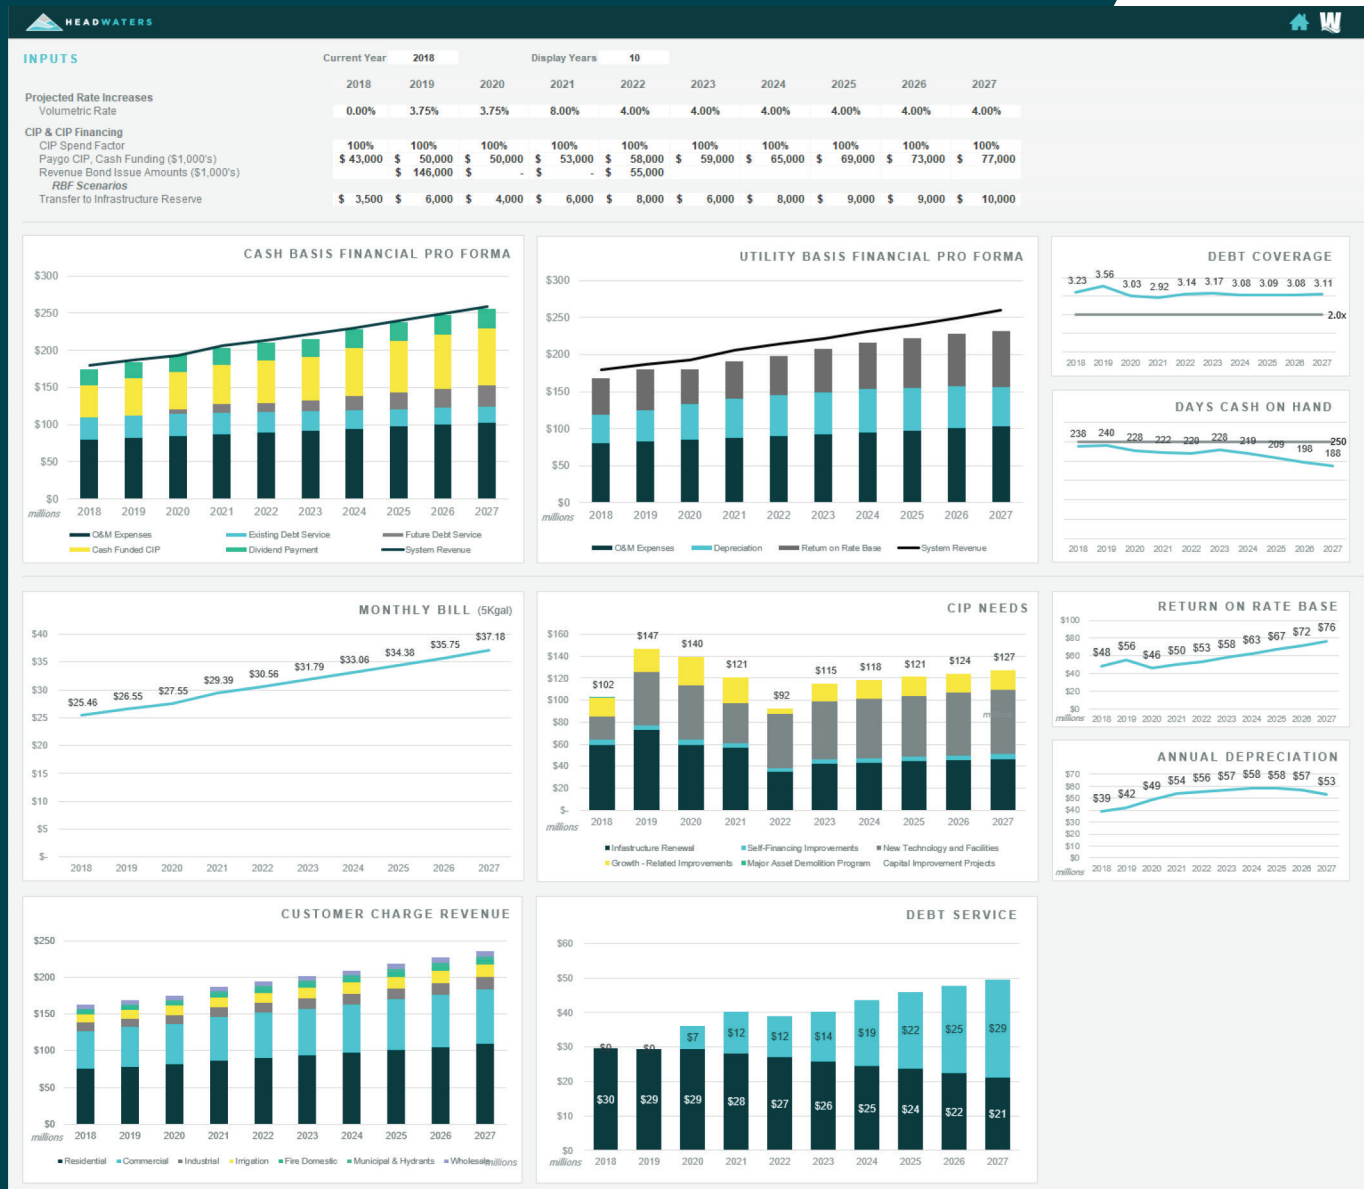 HEADWATERS
INPUTS
Current Year 2018 Display Years 10
2018 2019 2020 2021 2022 2023 2024 2025 2026 2027
Projected Rate Increases
Volumetric Rate 0.00% 3.75% 3.75% 8.00% 4.00% 4.00% 4.00% 4.00% 4.00% 4.00%
CIP & CIP Financing
CIP Spend Factor 100% 100% 100% 100% 100% 100% 100% 100% 100% 100%
Paygo CIP, Cash Funding ($1,000's) $ 43,000 $ 50,000 $ 50,000 $ 53,000 $ 58,000 $ 59,000 $ 65,000 $ 69,000 $ 73,000 $ 77,000
Revenue Bond Issue Amounts ($1,000's) $ 146,000 $ - $ - $ 55,000
RBF Scenarios
Transfer to Infrastructure Reserve $ 3,500 $ 6,000 $ 4,000 $ 6,000 $ 8,000 $ 6,000 $ 8,000 $ 9,000 $ 9,000 $ 10,000
CASH BASIS FINANCIAL PRO FORMA
$300
$250
$200
$150
$100
$50
$0
millions 2018 2019 2020 2021 2022 2023 2024 2025 2026 2027
O&M Expenses Existing Debt Service Future Debt Service
Cash Funded CIP Dividend Payment System Revenue
UTILITY BASIS FINANCIAL PRO FORMA
$300
$250
$200
$150
$100
$50
$0
millions 2018 2019 2020 2021 2022 2023 2024 2025 2026 2027
O&M Expenses Depreciation Return on Rate Base System Revenue
DEBT COVERAGE
3.23 3.56 3.03 2.92 3.14 3.17 3.08 3.09 3.08 3.11
2.0x
2018 2019 2020 2021 2022 2023 2024 2025 2026 2027
DAYS CASH ON HAND
238 240 228 222 220 228 219 209 198 188
250
2018 2019 2020 2021 2022 2023 2024 2025 2026 2027
MONTHLY BILL (5Kgal)
$40
$35
$30
$25
$20
$15
$10
$5
$-
$25.46 $26.55 $27.55 $29.39 $30.56 $31.79 $33.06 $34.38 $35.75 $37.18
2018 2019 2020 2021 2022 2023 2024 2025 2026 2027
CIP NEEDS
$160
$140
$120
$100
$80
$60
$40
$20
$-
$102 $147 $140 $121 $92 $115 $118 $121 $124 $127
millions 2018 2019 2020 2021 2022 2023 2024 2025 2026 2027
Infastructure Renewal Self-Financing Improvements New Technology and Facilities
Growth - Related Improvements Major Asset Demolition Program Capital Improvement Projects
RETURN ON RATE BASE
$100
$80
$60
$40
$20
$0
$48 $56 $46 $50 $53 $58 $63 $67 $72 $76
millions 2018 2019 2020 2021 2022 2023 2024 2025 2026 2027
ANNUAL DEPRECIATION
$70
$60
$50
$40
$30
$20
$10
$0
$39 $42 $49 $54 $56 $57 $58 $58 $57 $53
millions 2018 2019 2020 2021 2022 2023 2024 2025 2026 2027
CUSTOMER CHARGE REVENUE
$250
$200
$150
$100
$50
$0
millions 2018 2019 2020 2021 2022 2023 2024 2025 2026 2027
Residential Commercial Industrial Irrigation Fire Domestic Municipal & Hydrants Wholesale millions
DEBT SERVICE
$60
$50
$40
$30
$20
$10
$0
$0 $0 $7 $12 $12 $14 $19 $22 $25 $29
$30 $29 $29 $28 $27 $26 $25 $24 $22 $21
millions 2018 2019 2020 2021 2022 2023 2024 2025 2026 2027